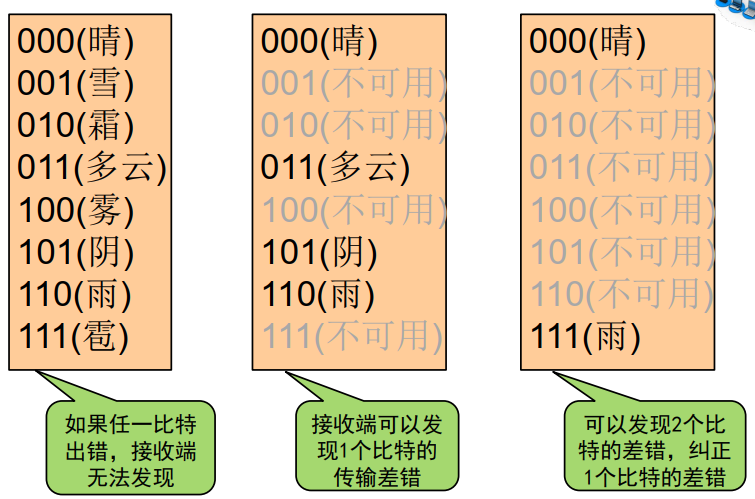 000(晴)
001(雪)
010(霜)
011(多云)
100(雾)
101(阴)
110(雨)
111(雹)
如果任一比特
出错，接收端
无法发现
000(晴)
001(不可用)
010(不可用)
011(多云)
100(不可用)
101(阴)
110(雨)
111(不可用)
接收端可以发
现1个比特的
传输差错
000(晴)
001(不可用)
010(不可用)
011(不可用)
100(不可用)
101(不可用)
110(不可用)
111(雨)
可以发现2个比
特的差错，纠正
1个比特的差错